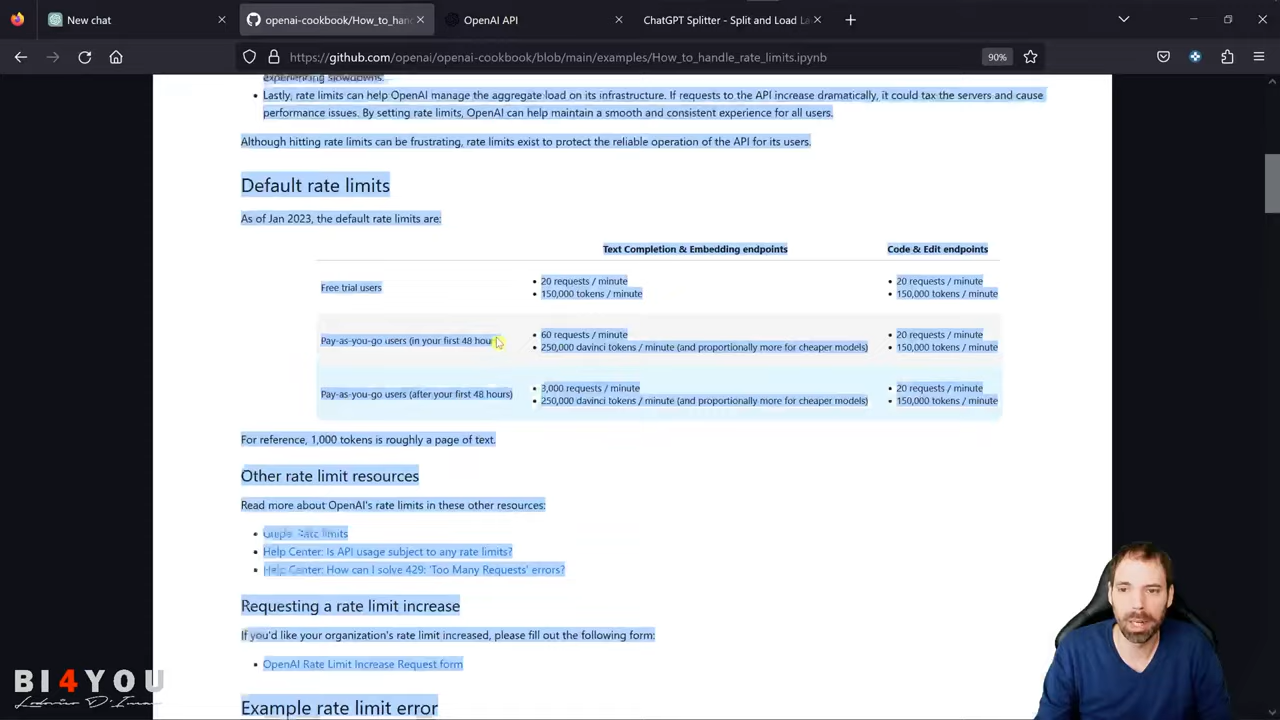 New chat
openai-cookbook/How_to_han
OpenAI API
ChatGPT Splitter - Split and Load La
https://github.com/openai/openai-cookbook/blob/main/examples/How_to_handle_rate_limits.ipynb
90%
experiencing slowdowns.
Lastly, rate limits can help OpenAI manage the aggregate load on its infrastructure. If requests to the API increase dramatically, it could tax the servers and cause
performance issues. By setting rate limits, OpenAI can help maintain a smooth and consistent experience for all users.
Although hitting rate limits can be frustrating, rate limits exist to protect the reliable operation of the API for its users.
Default rate limits
As of Jan 2023, the default rate limits are:
Text Completion & Embedding endpoints
Code & Edit endpoints
Free trial users
20 requests / minute
150,000 tokens / minute
20 requests / minute
150,000 tokens / minute
Pay-as-you-go users (in your first 48 hour
60 requests / minute
250,000 davinci tokens / minute (and proportionally more for cheaper models)
20 requests / minute
150,000 tokens / minute
Pay-as-you-go users (after your first 48 hours)
3,000 requests / minute
250,000 davinci tokens / minute (and proportionally more for cheaper models)
20 requests / minute
150,000 tokens / minute
For reference, 1,000 tokens is roughly a page of text.
Other rate limit resources
Read more about OpenAI's rate limits in these other resources:
Guide: Rate limits
Help Center: Is API usage subject to any rate limits?
Help Center: How can I solve 429: 'Too Many Requests' errors?
Requesting a rate limit increase
If you'd like your organization's rate limit increased, please fill out the following form:
OpenAI Rate Limit Increase Request form
Example rate limit error
BI4YOU